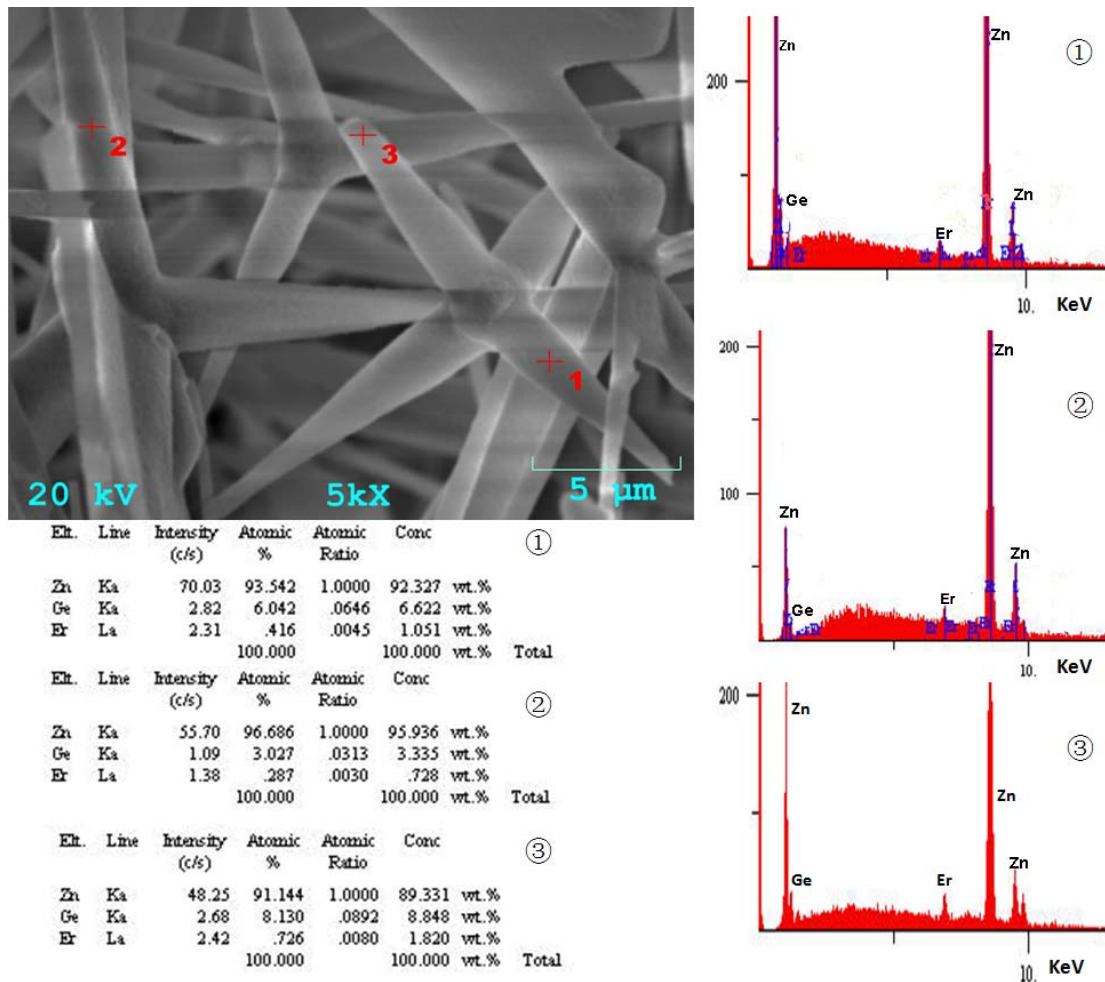 2
3
1
20 kV 5kX 5 μm
Elt. Line Intensity (c/s) Atomic % Atomic Ratio Conc ①
Zn Ka 70.03 93.542 1.0000 92.327 wt.%
Ge Ka 2.82 6.042 .0646 6.622 wt.%
Er La 2.31 .416 .0045 1.051 wt.%
100.000 100.000 wt.% Total
Elt. Line Intensity (c/s) Atomic % Atomic Ratio Conc ②
Zn Ka 55.70 96.686 1.0000 95.936 wt.%
Ge Ka 1.09 3.027 .0313 3.335 wt.%
Er La 1.38 .287 .0030 .728 wt.%
100.000 100.000 wt.% Total
Elt. Line Intensity (c/s) Atomic % Atomic Ratio Conc ③
Zn Ka 48.25 91.144 1.0000 89.331 wt.%
Ge Ka 2.68 8.130 .0892 8.848 wt.%
Er La 2.42 .726 .0080 1.820 wt.%
100.000 100.000 wt.% Total
Zn Zn ①
200
Ge Er Zn
10. KeV
200 Zn
②
100
Zn Zn
Ge Er
10. KeV
200
Zn ③
Zn
Ge Er Zn
10. KeV